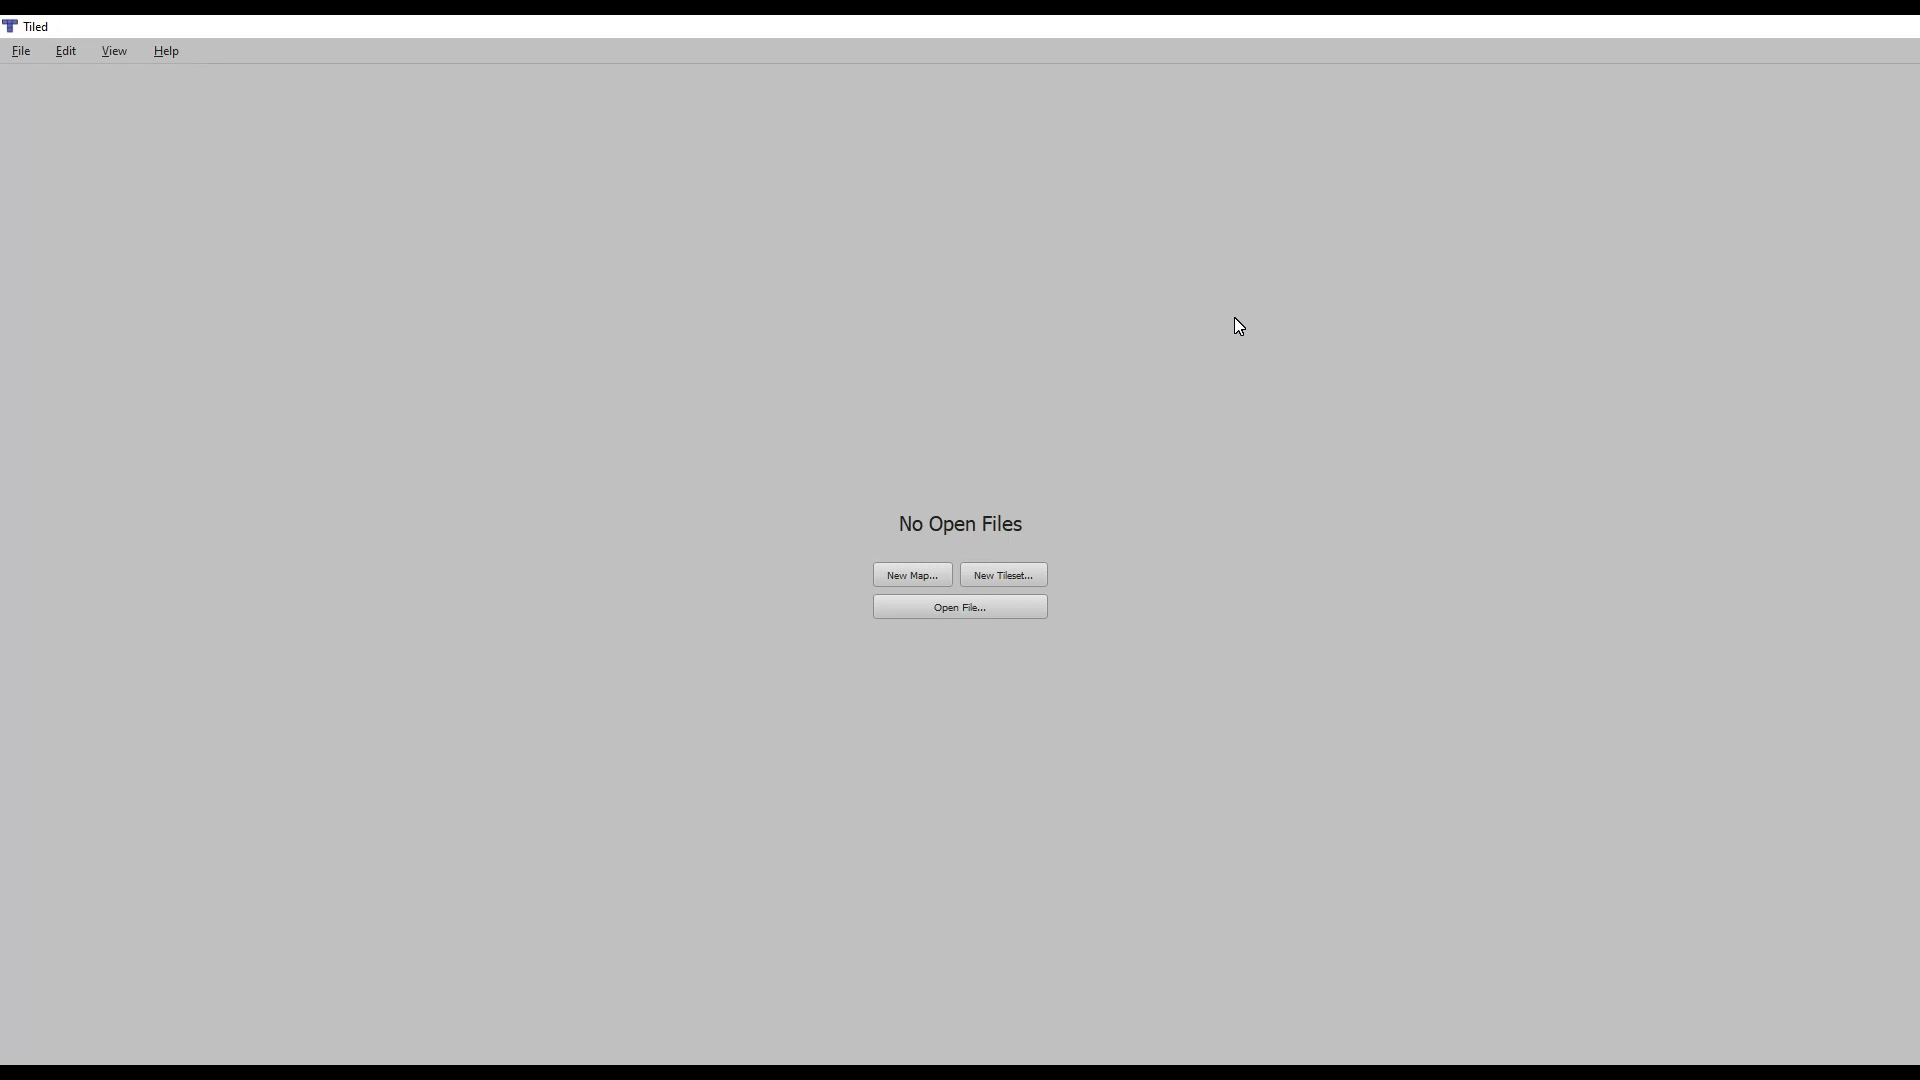 Tiled
File Edit View Help
No Open Files
New Map... New Tileset...
Open File...